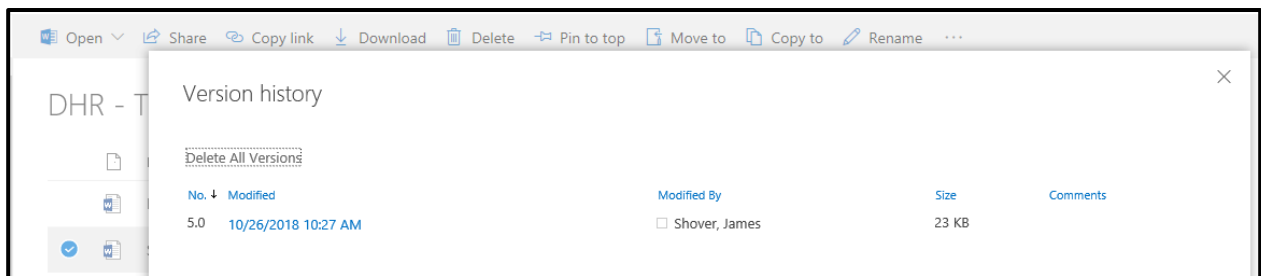 Open Share Copy link Download Delete Pin to top Move to Copy to Rename ...
Version history
DHR - T
Delete All Versions
No. Modified Modified By Size Comments
5.0 10/26/2018 10:27 AM Shover, James 23 KB